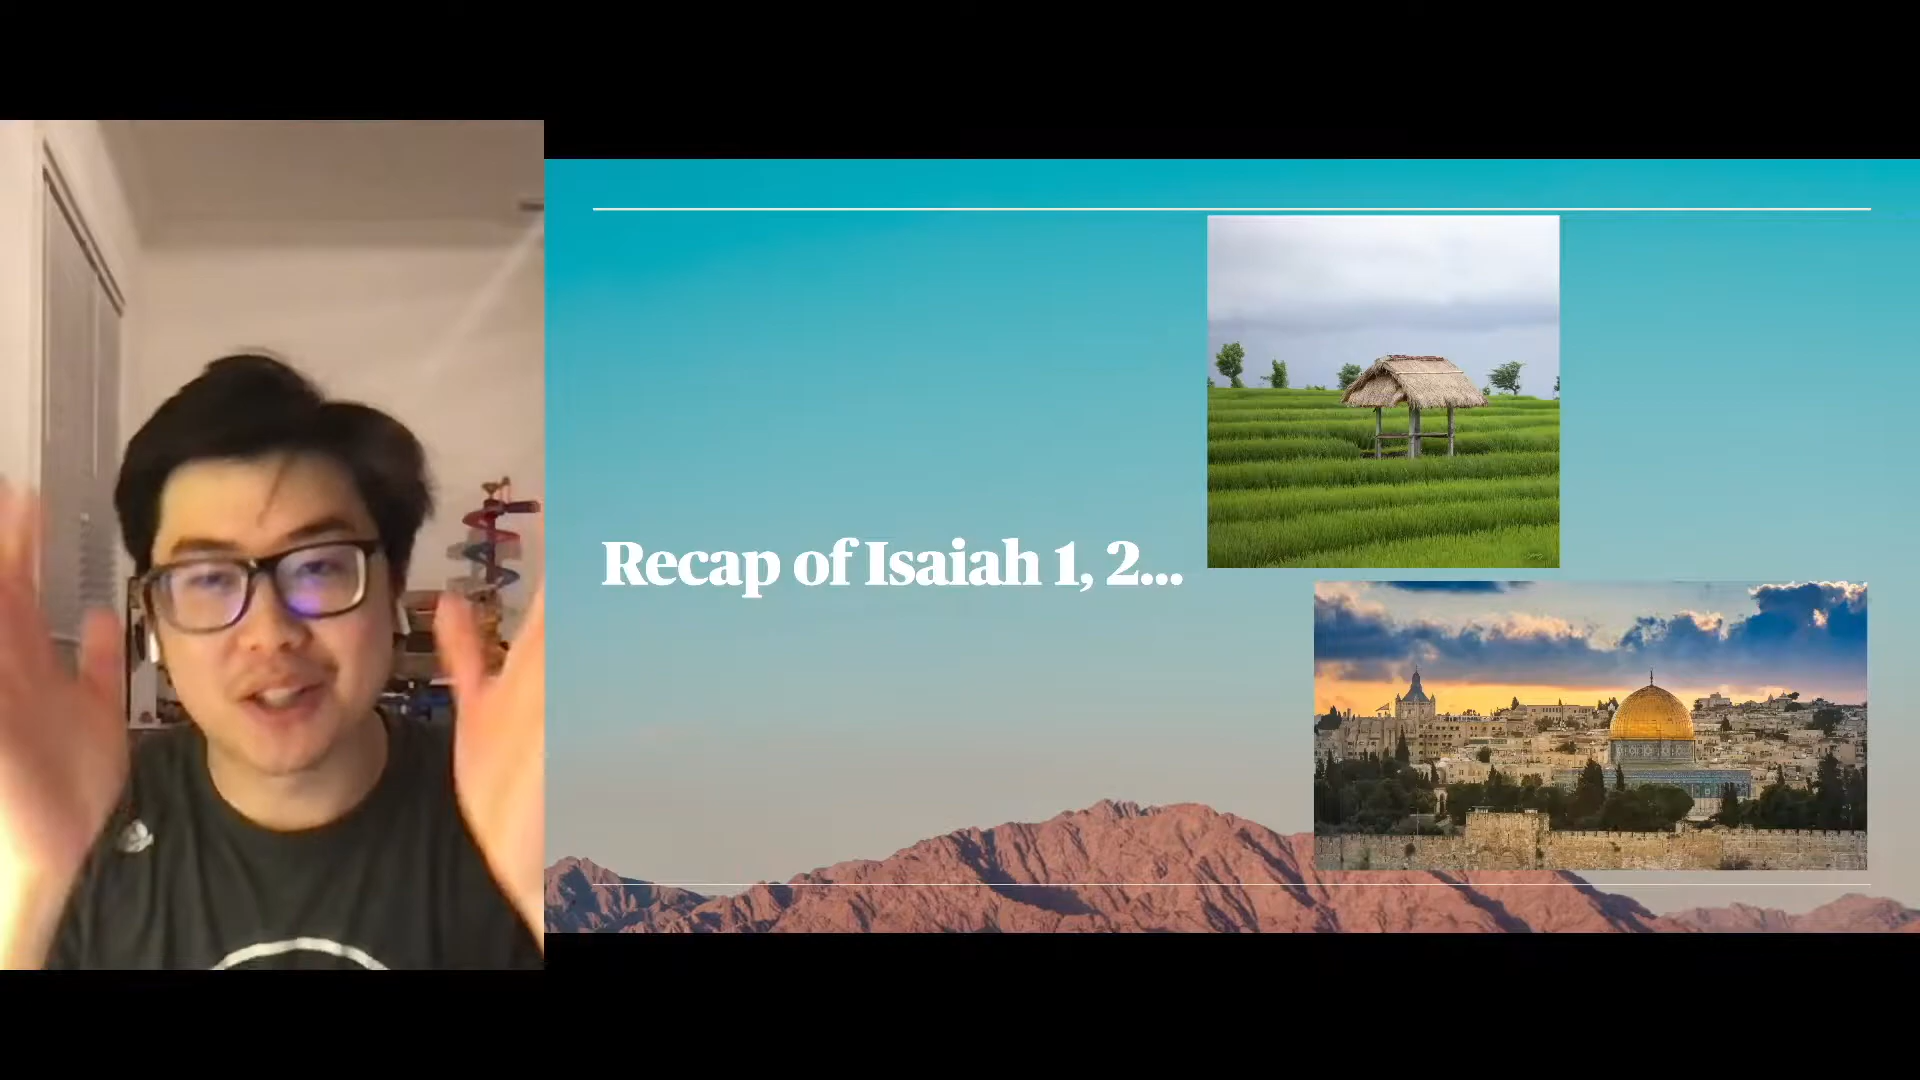 Recap of Isaiah 1, 2...